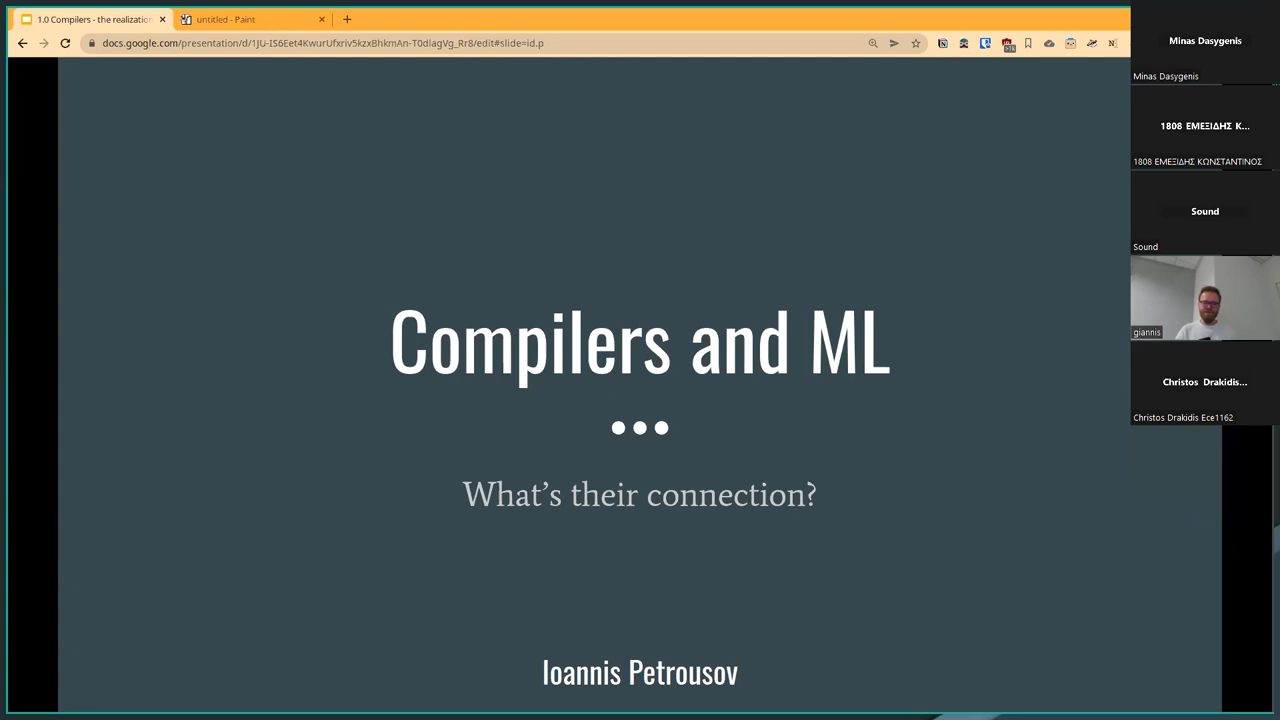 1.0 Compilers - the realization
untitled - Paint
docs.google.com/presentation/d/1JU-IS6Eet4KwurUfxriv5kzxBhkmAn-T0dlagVg_Rr8/edit#slide=id.p
Compilers and ML
What's their connection?
Ioannis Petrousov
Minas Dasygenis
Minas Dasygenis
1808 ΕΜΕΞΙΔΗΣ Κ...
1808 ΕΜΕΞΙΔΗΣ ΚΩΝΣΤΑΝΤΙΝΟΣ
Sound
Sound
giannis
Christos Drakidis...
Christos Drakidis Ece1162